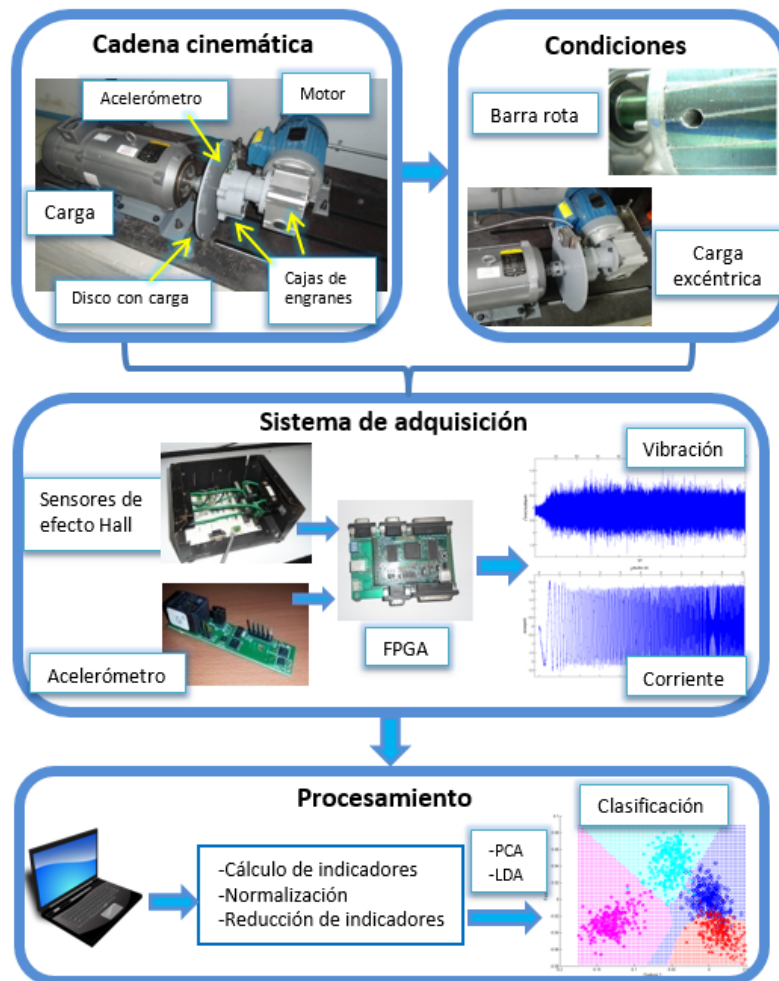 Cadena cinemática
Acelerómetro
Motor
Carga
Disco con carga
Cajas de
engranes
Condiciones
Barra rota
Carga
excéntrica
Sistema de adquisición
Sensores de
efecto Hall
Acelerómetro
FPGA
Vibración
Corriente
Procesamiento
-Cálculo de indicadores
-Normalización
-Reducción de indicadores
-PCA
-LDA
Clasificación